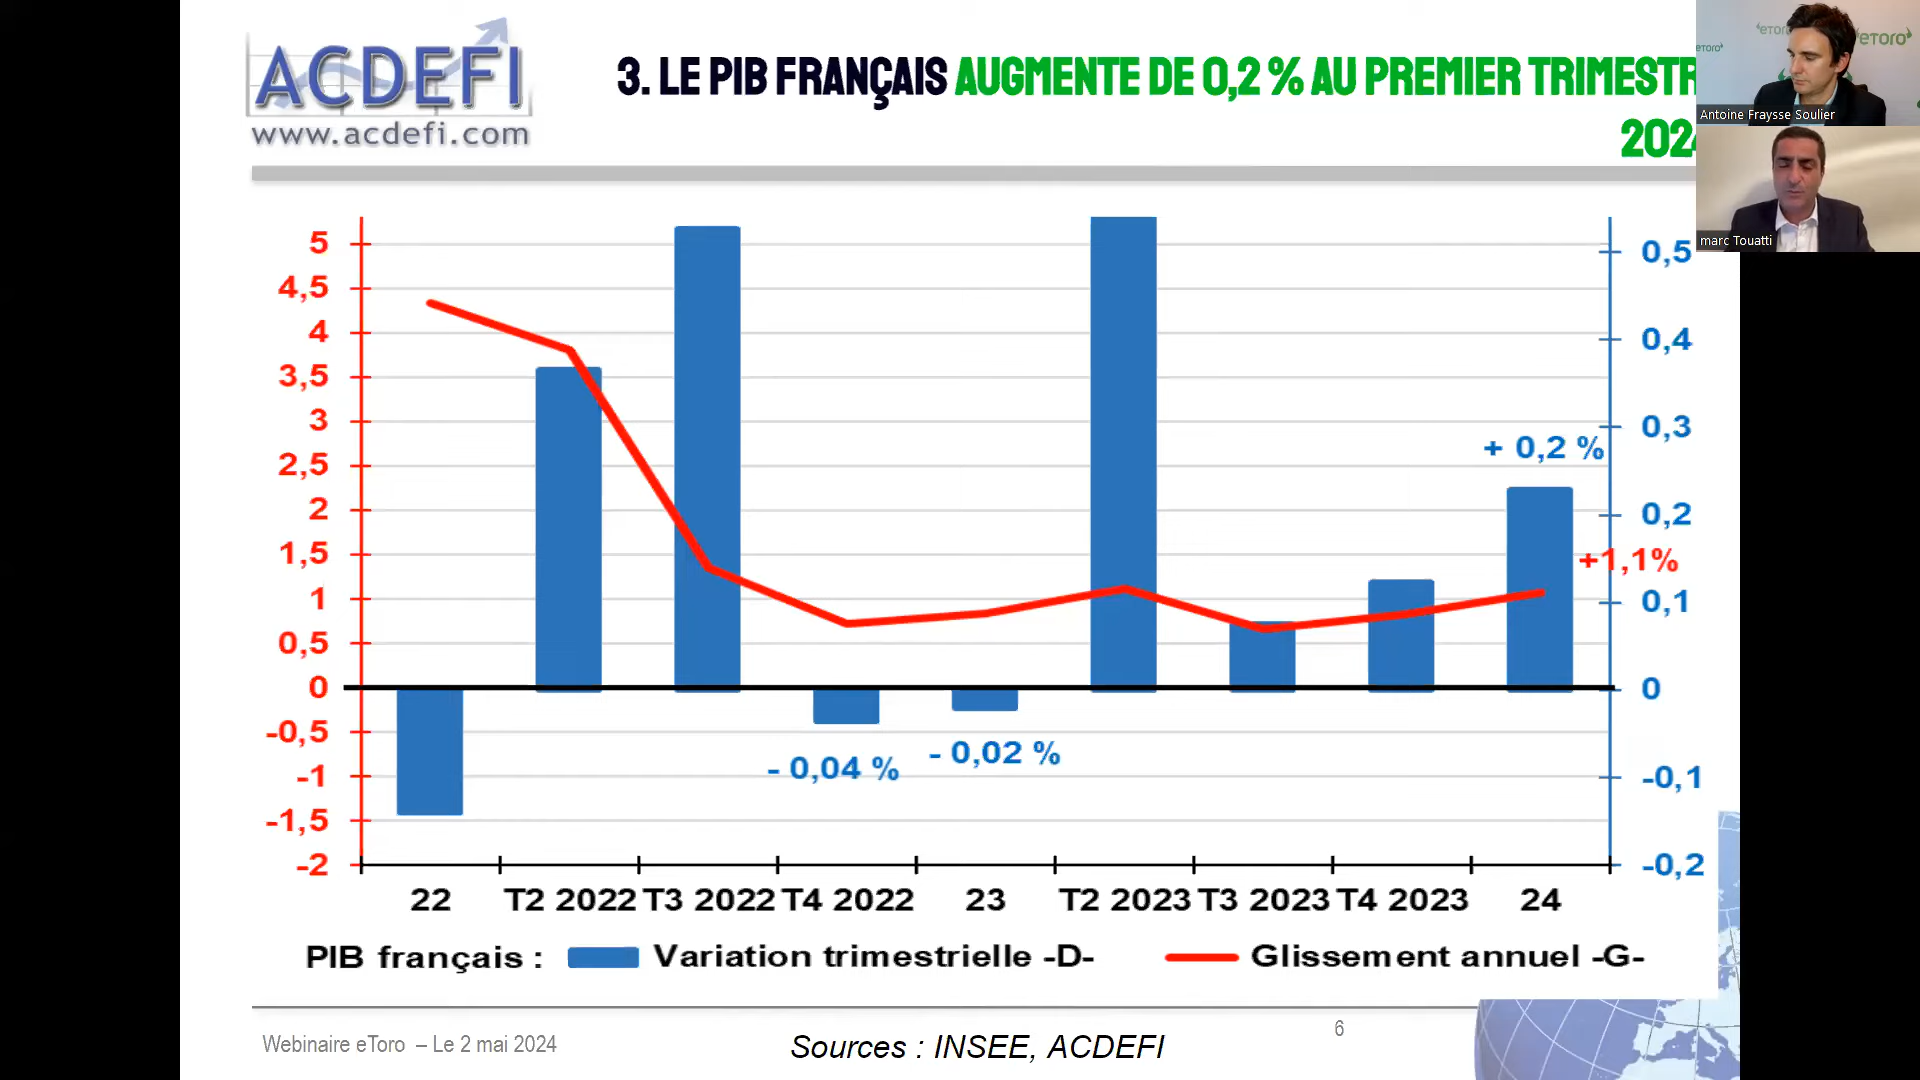 ACDEFI
www.acdefi.com
3. LE PIB FRANÇAIS AUGMENTE DE 0,2 % AU PREMIER TRIMESTR
202
eToro
eToro
eToro
Antoine Fraysse Soulier
marc Touatti
5
4,5
4
3,5
3
2,5
2
1,5
1
0,5
0
-0,5
-1
-1,5
-2
0,5
0,4
0,3
0,2
0,1
0
-0,1
-0,2
+ 0,2 %
+1,1%
- 0,04 %
- 0,02 %
22 T2 2022 T3 2022 T4 2022 23 T2 2023 T3 2023 T4 2023 24
PIB français : Variation trimestrielle -D- Glissement annuel -G-
Webinaire eToro – Le 2 mai 2024
Sources : INSEE, ACDEFI
6